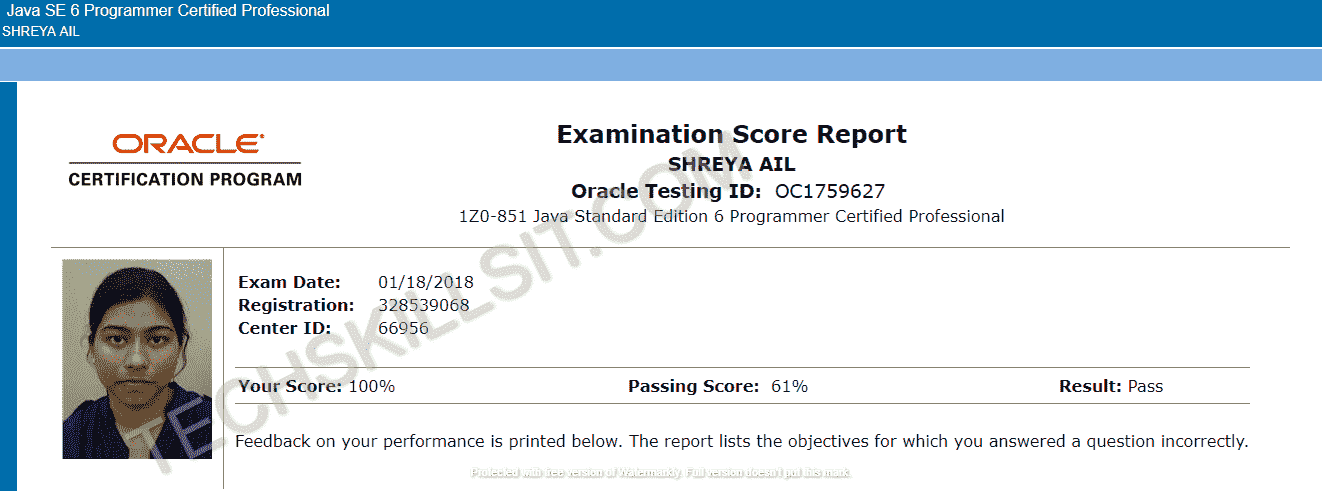 Java SE 6 Programmer Certified Professional
SHREYA AIL
ORACLE®
CERTIFICATION PROGRAM
Examination Score Report
SHREYA AIL
Oracle Testing ID: OC1759627
1Z0-851 Java Standard Edition 6 Programmer Certified Professional
Exam Date: 01/18/2018
Registration: 328539068
Center ID: 66956
Your Score: 100% Passing Score: 61% Result: Pass
Feedback on your performance is printed below. The report lists the objectives for which you answered a question incorrectly.
TECHSKILLSIT.COM
Protected with free version of Watermarkly. Full version doesn't put this mark.